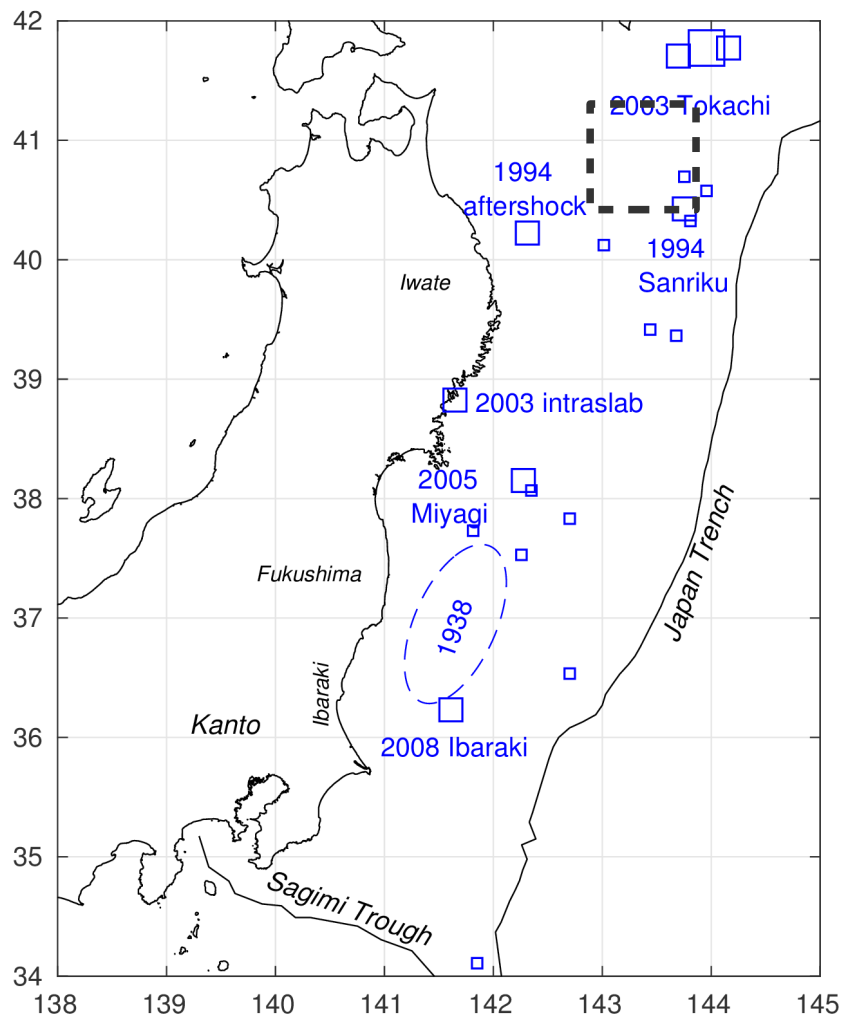 42
41
40
39
38
37
36
35
34
138
139
140
141
142
143
144
145
2003 Tokachi
1994
aftershock
1994
Sanriku
Iwate
2003 intraslab
2005
Miyagi
Japan Trench
Fukushima
1938
Ibaraki
Kanto
2008 Ibaraki
Sagimi Trough